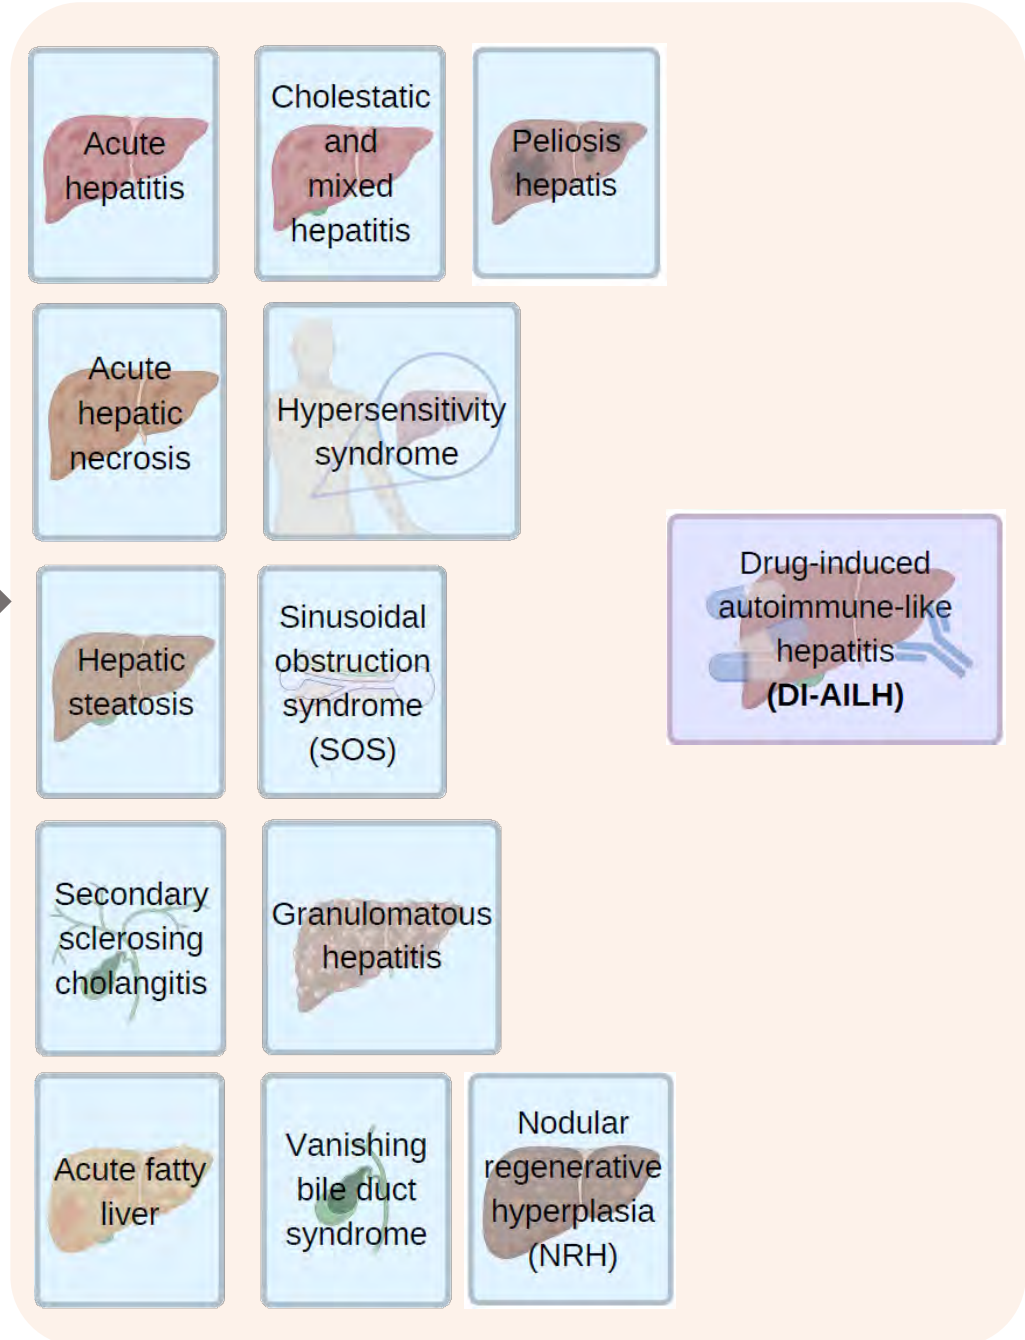 Acute
hepatitis
Cholestatic
and
mixed
hepatitis
Peliosis
hepatis
Acute
hepatic
necrosis
Hypersensitivity
syndrome
Drug-induced
autoimmune-like
hepatitis
(DI-AILH)
Hepatic
steatosis
Sinusoidal
obstruction
syndrome
(SOS)
Secondary
sclerosing
cholangitis
Granulomatous
hepatitis
Acute fatty
liver
Vanishing
bile duct
syndrome
Nodular
regenerative
hyperplasia
(NRH)